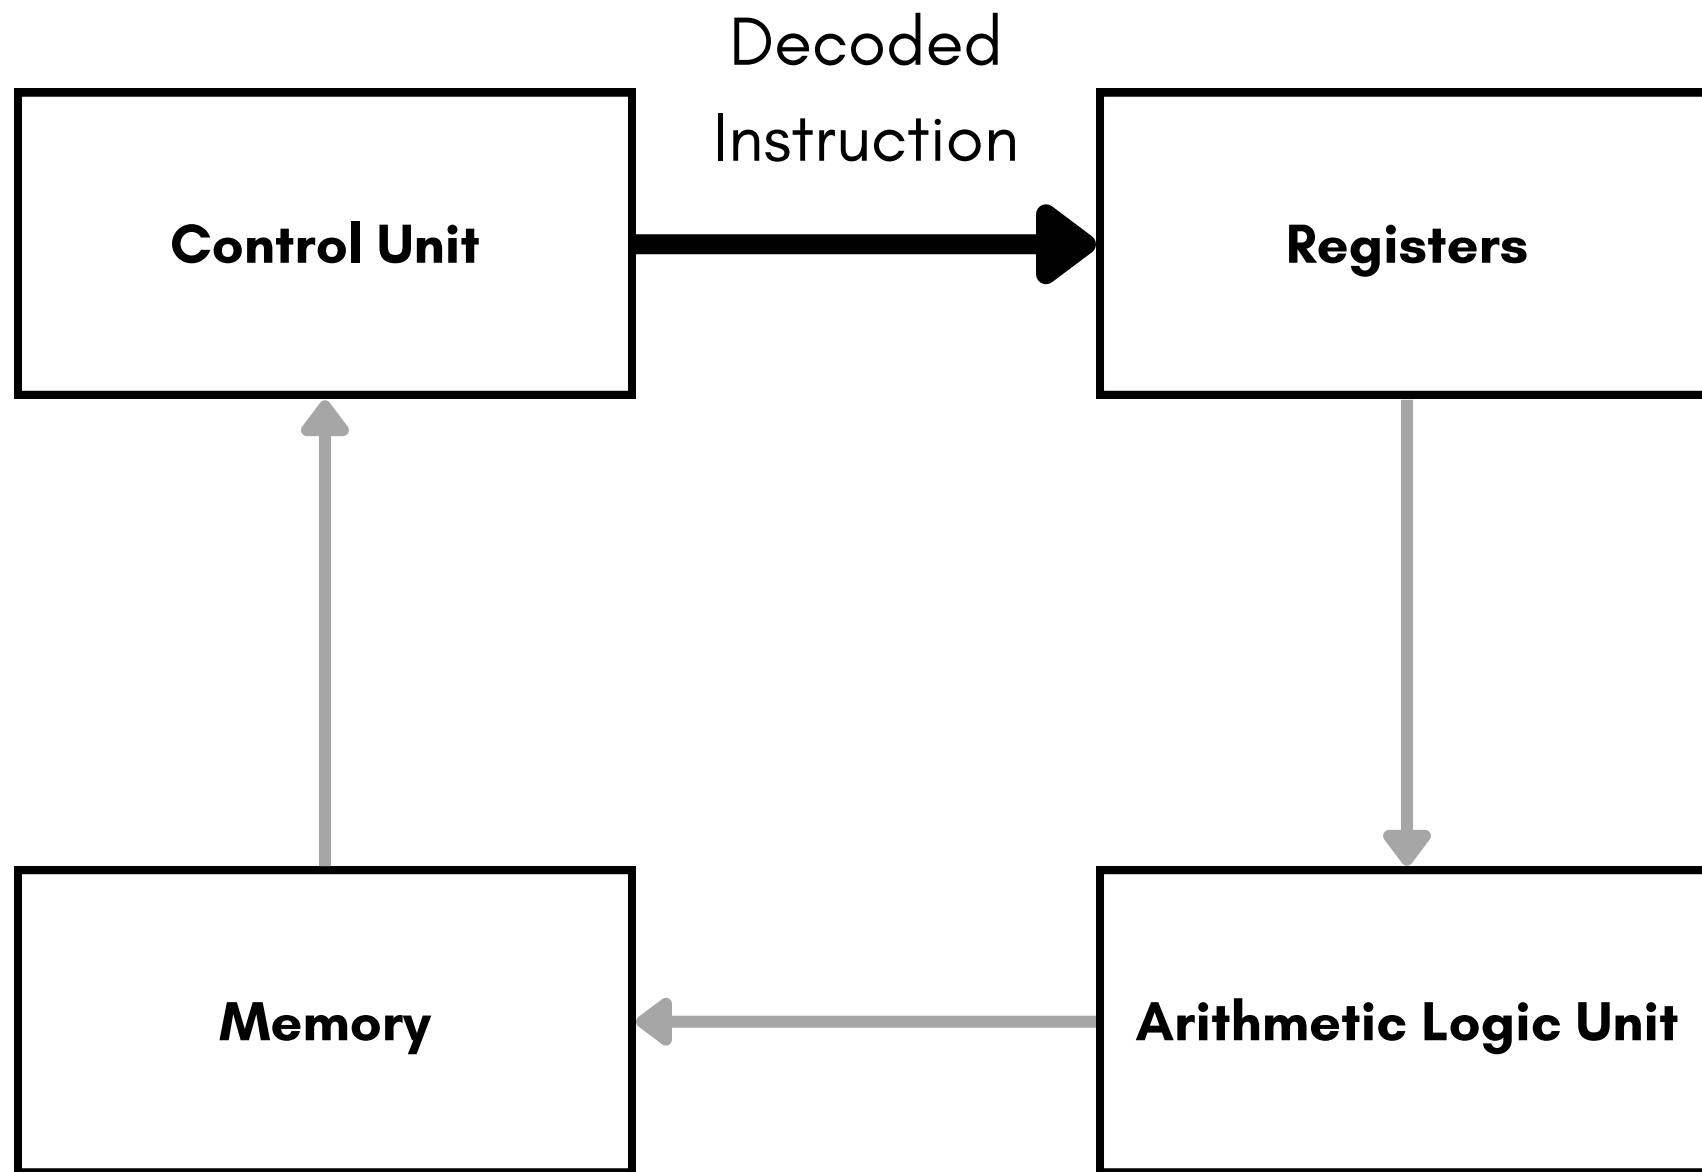 Decoded
Instruction
Control Unit
Registers
Memory
Arithmetic Logic Unit